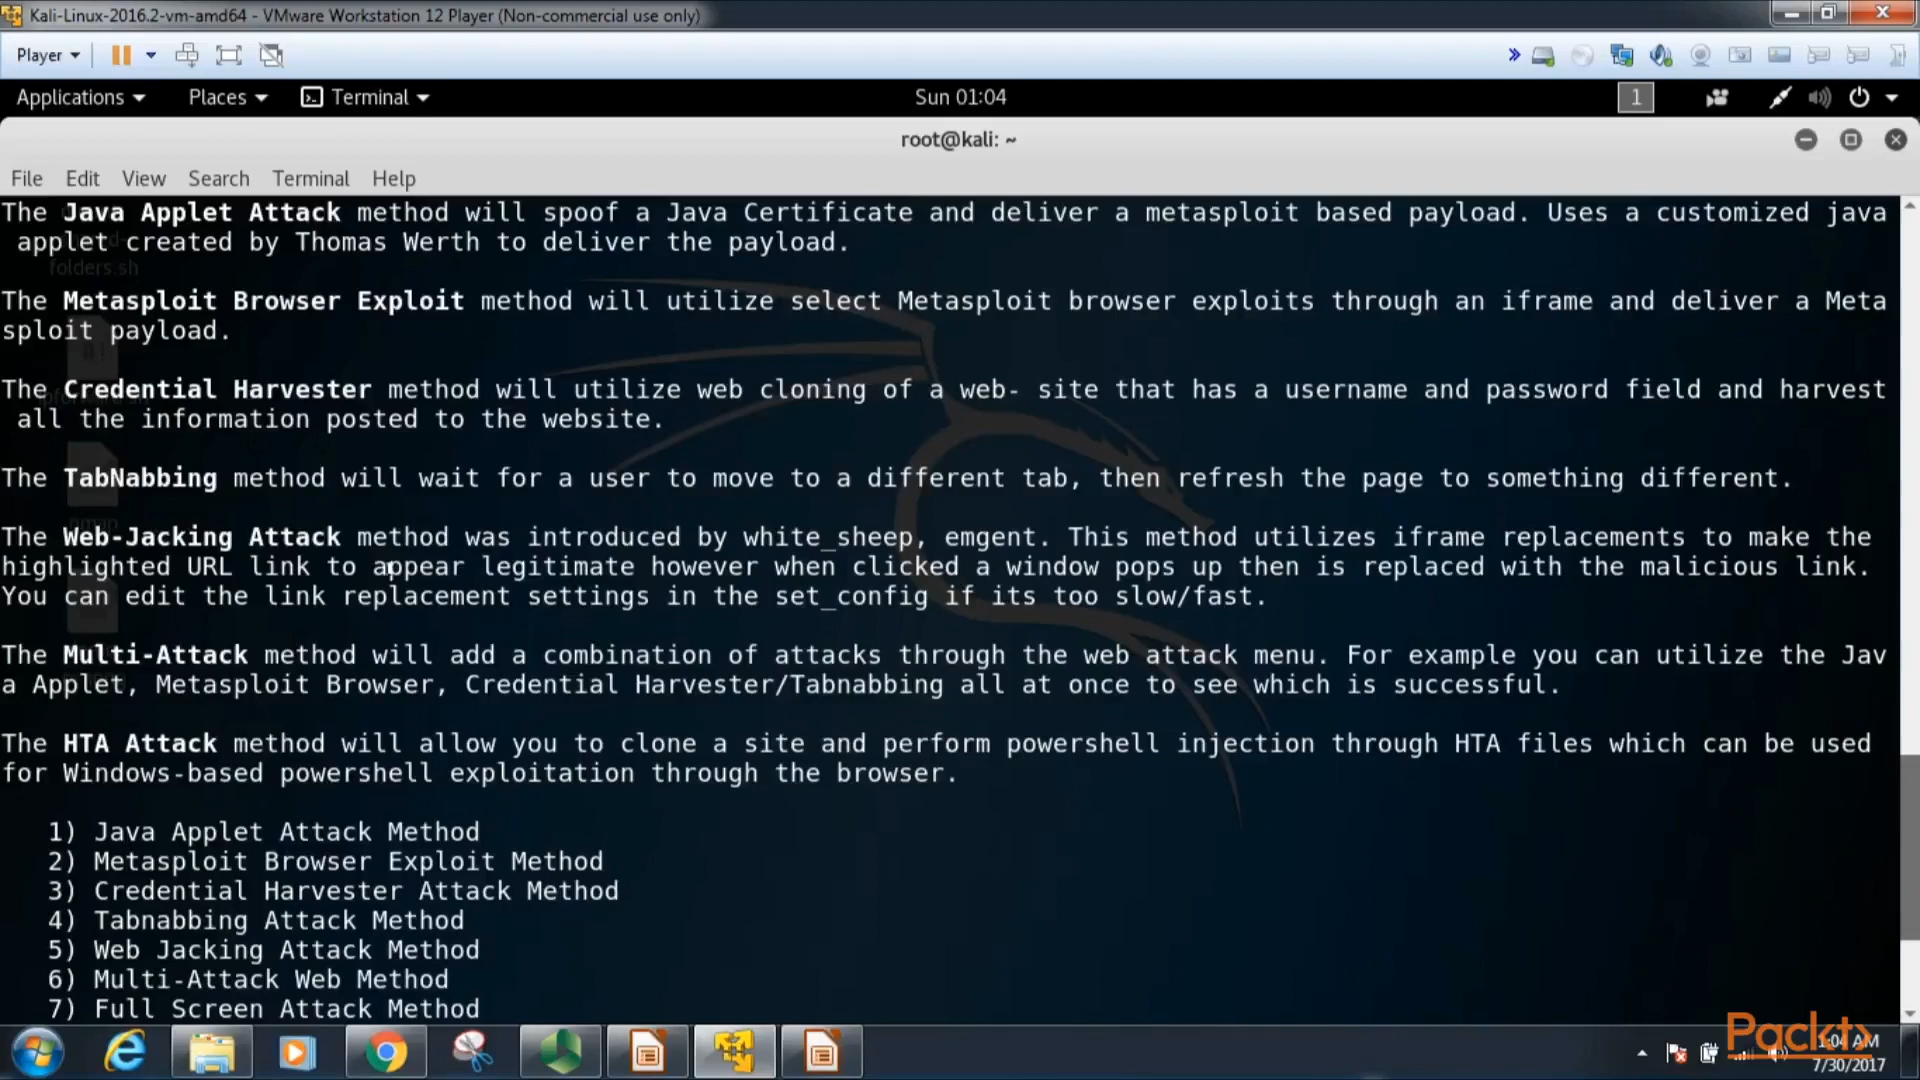 Kali-Linux-2016.2-vm-amd64 - VMware Workstation 12 Player (Non-commercial use only)
Player
Applications Places Terminal Sun 01:04 1
root@kali: ~
File Edit View Search Terminal Help
The Java Applet Attack method will spoof a Java Certificate and deliver a metasploit based payload. Uses a customized java
applet created by Thomas Werth to deliver the payload.
folders.sh
The Metasploit Browser Exploit method will utilize select Metasploit browser exploits through an iframe and deliver a Meta
sploit payload.
The Credential Harvester method will utilize web cloning of a web- site that has a username and password field and harvest
all the information posted to the website.
The TabNabbing method will wait for a user to move to a different tab, then refresh the page to something different.
The Web-Jacking Attack method was introduced by white_sheep, emgent. This method utilizes iframe replacements to make the
highlighted URL link to appear legitimate however when clicked a window pops up then is replaced with the malicious link.
You can edit the link replacement settings in the set_config if its too slow/fast.
The Multi-Attack method will add a combination of attacks through the web attack menu. For example you can utilize the Jav
a Applet, Metasploit Browser, Credential Harvester/Tabnabbing all at once to see which is successful.
The HTA Attack method will allow you to clone a site and perform powershell injection through HTA files which can be used
for Windows-based powershell exploitation through the browser.
1) Java Applet Attack Method
2) Metasploit Browser Exploit Method
3) Credential Harvester Attack Method
4) Tabnabbing Attack Method
5) Web Jacking Attack Method
6) Multi-Attack Web Method
7) Full Screen Attack Method
Packt>
1:04 AM
7/30/2017